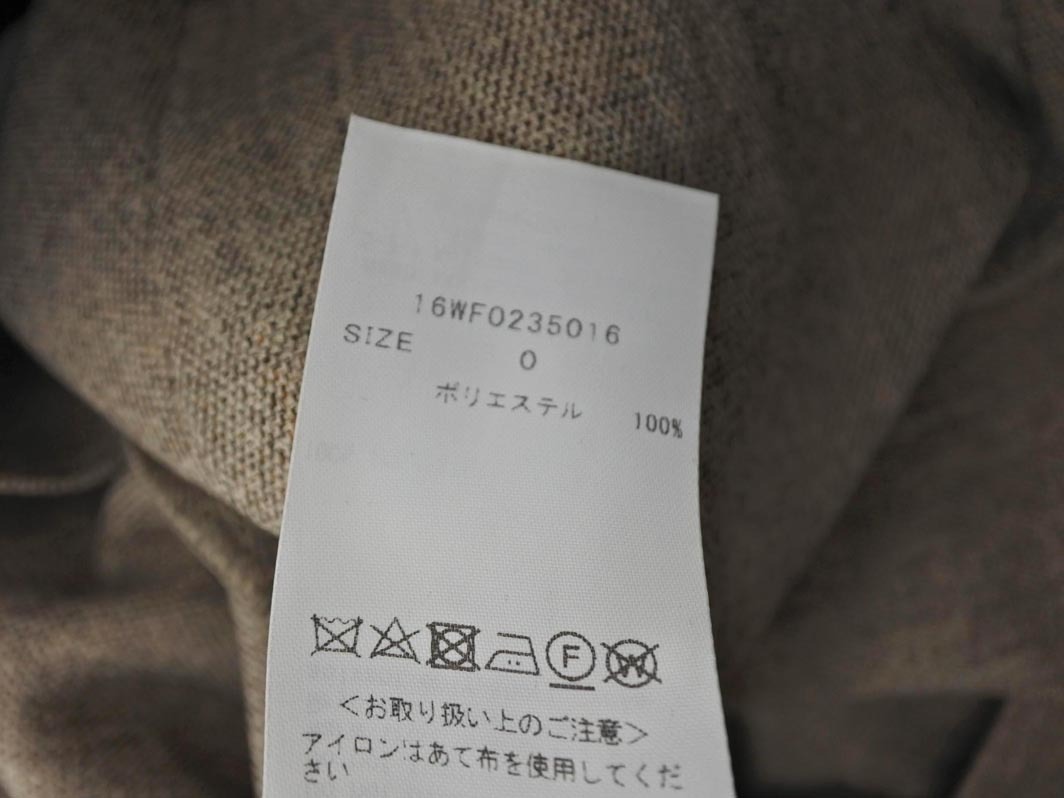 16WF0235016
SIZE 0
ポリエステル 100%
F
W
＜お取り扱い上のご注意＞
アイロンはあて布を使用してくだ
さい